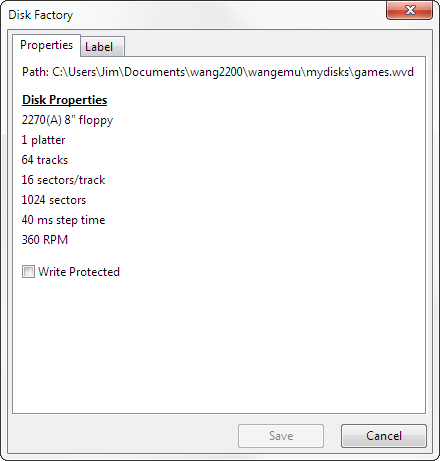 Disk Factory
Properties
Label
Path: C:\Users\Jim\Documents\wang2200\wangemu\mydisks\games.wvd
Disk Properties
2270(A) 8" floppy
1 platter
64 tracks
16 sectors/track
1024 sectors
40 ms step time
360 RPM
Write Protected
Save
Cancel